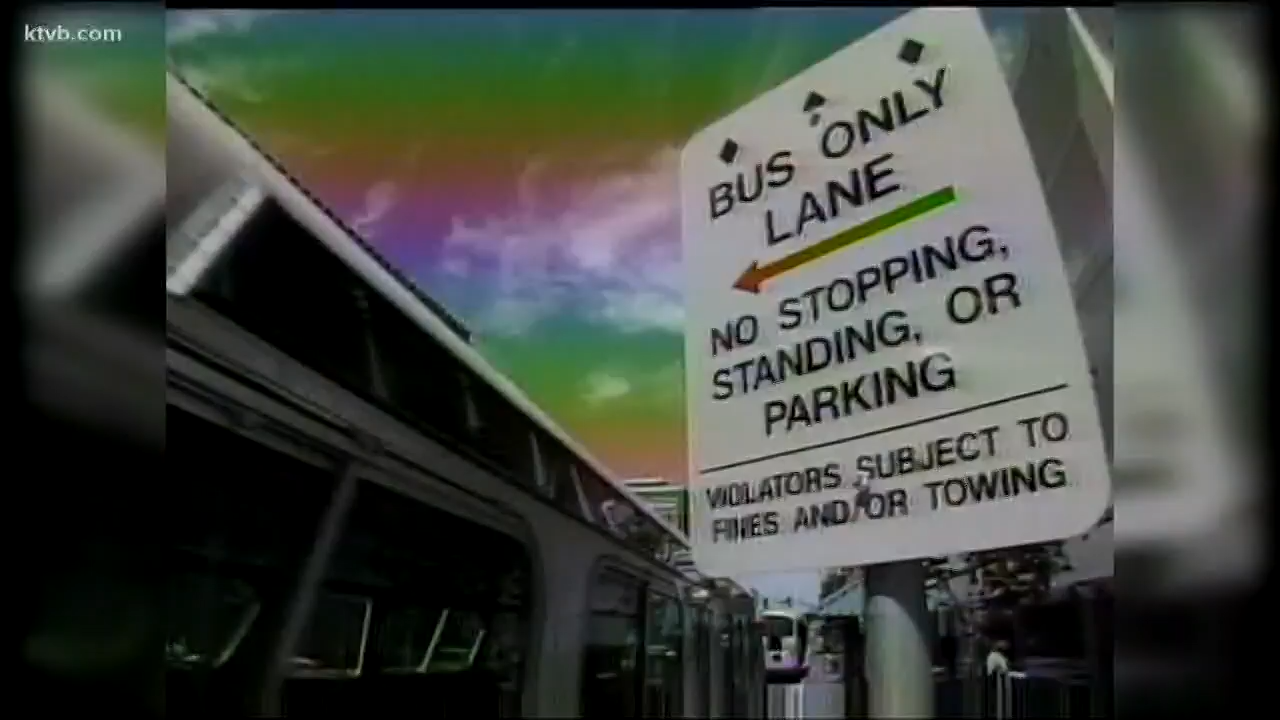 ktvb.com
BUS ONLY
LANE
NO STOPPING,
STANDING, OR
PARKING
VIOLATORS SUBJECT TO
FINES AND/OR TOWING